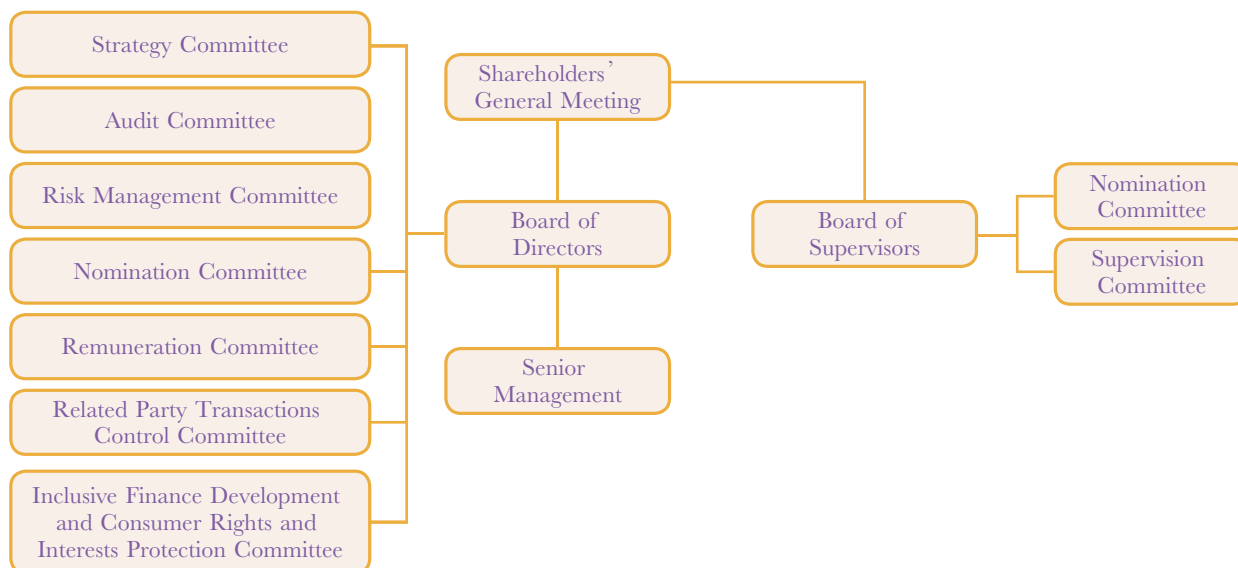 Strategy Committee
Audit Committee
Risk Management Committee
Nomination Committee
Remuneration Committee
Related Party Transactions
Control Committee
Inclusive Finance Development
and Consumer Rights and
Interests Protection Committee
Shareholders’
General Meeting
Board of
Directors
Senior
Management
Board of
Supervisors
Nomination
Committee
Supervision
Committee